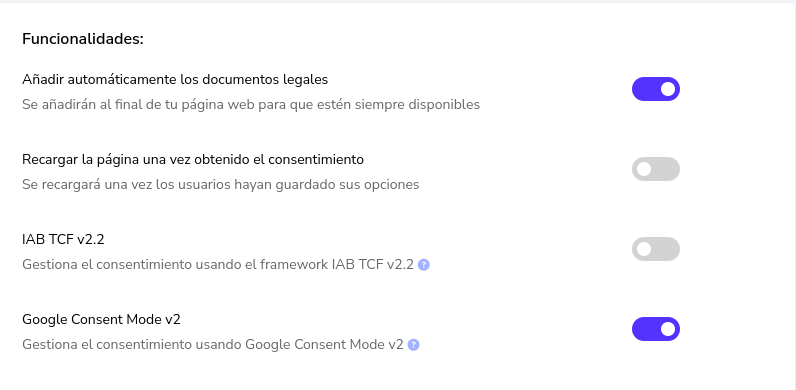 Funcionalidades:
Añadir automáticamente los documentos legales
Se añadirán al final de tu página web para que estén siempre disponibles
Recargar la página una vez obtenido el consentimiento
Se recargará una vez los usuarios hayan guardado sus opciones
IAB TCF v2.2
Gestiona el consentimiento usando el framework IAB TCF v2.2 ?
Google Consent Mode v2
Gestiona el consentimiento usando Google Consent Mode v2 ?